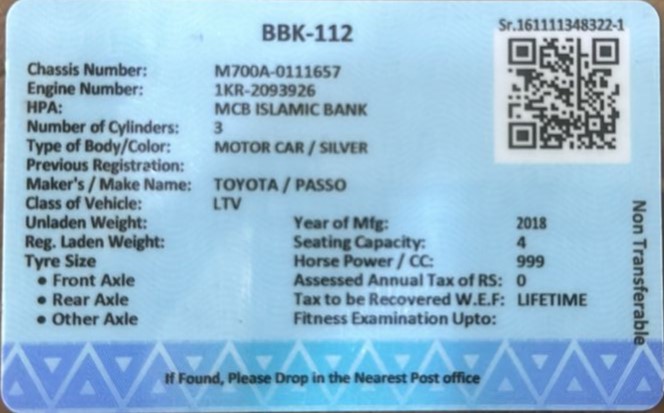 BBK-112
Sr.161111348322-1
Chassis Number: M700A-0111657
Engine Number: 1KR-2093926
HPA: MCB ISLAMIC BANK
Number of Cylinders: 3
Type of Body/Color: MOTOR CAR / SILVER
Previous Registration:
Maker's / Make Name: TOYOTA / PASSO
Class of Vehicle: LTV
Unladen Weight: Year of Mfg: 2018
Reg. Laden Weight: Seating Capacity: 4
Tyre Size Horse Power / CC: 999
• Front Axle Assessed Annual Tax of RS: 0
• Rear Axle Tax to be Recovered W.E.F: LIFETIME
• Other Axle Fitness Examination Upto:
Non Transferable
If Found, Please Drop in the Nearest Post office